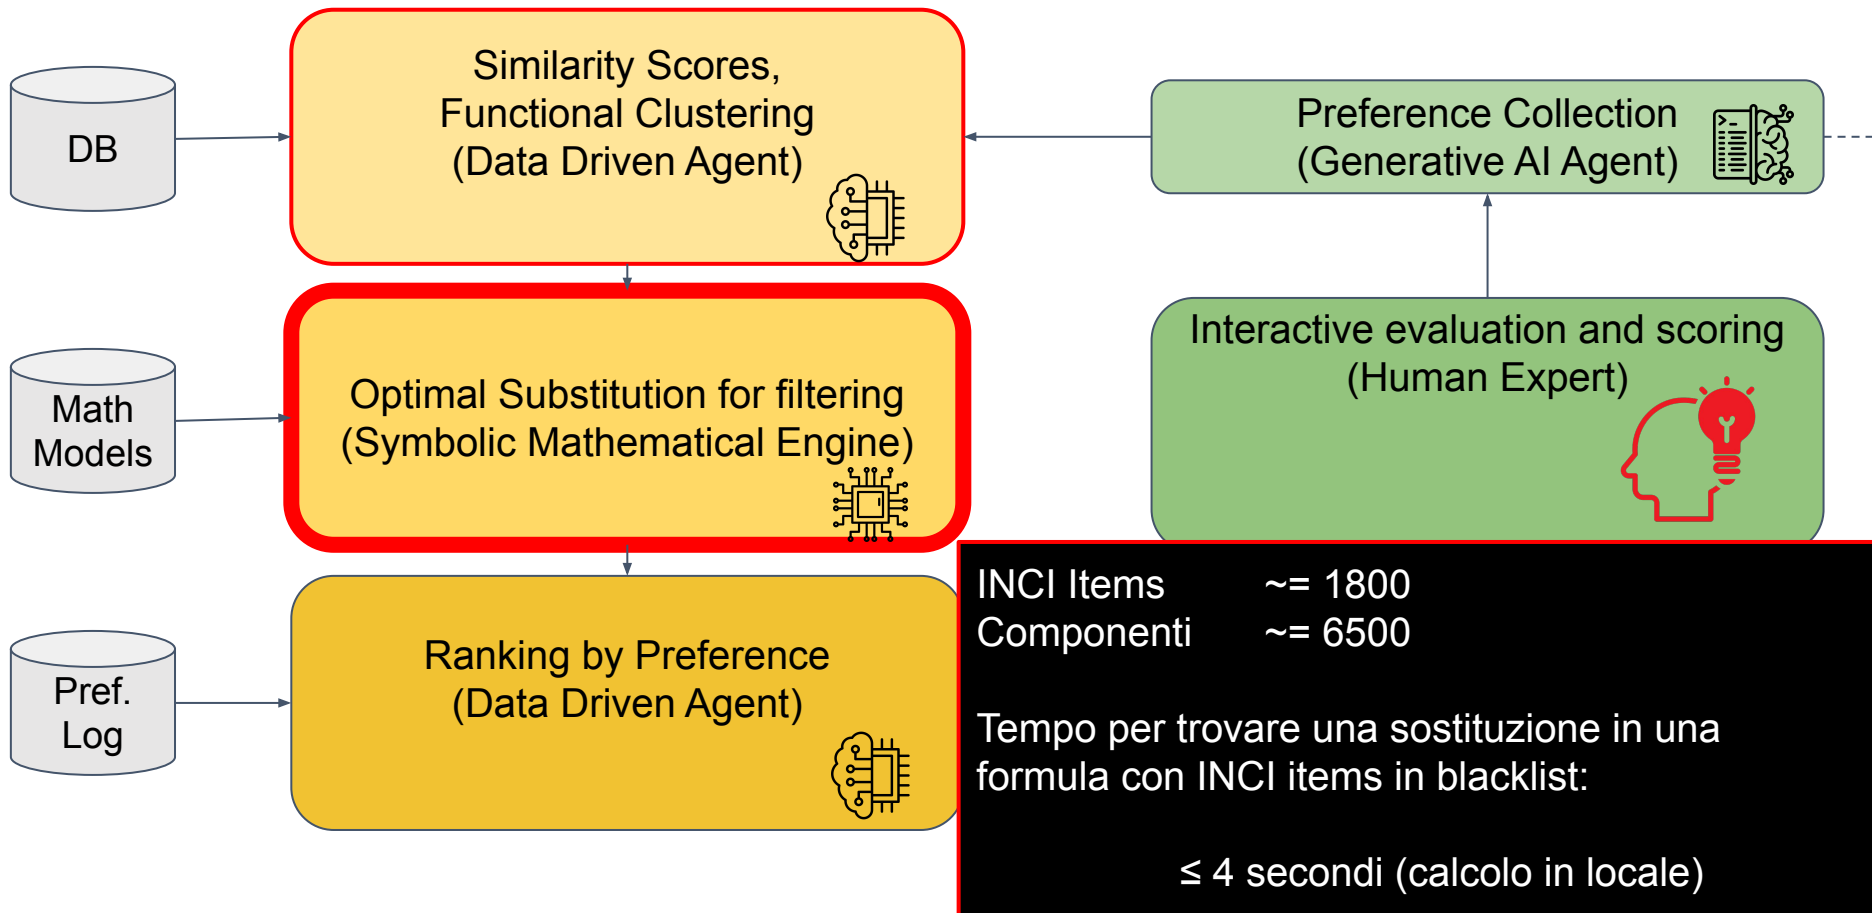 DB
Similarity Scores,
Functional Clustering
(Data Driven Agent)
Preference Collection
(Generative AI Agent)
Math
Models
Optimal Substitution for filtering
(Symbolic Mathematical Engine)
Interactive evaluation and scoring
(Human Expert)
Pref.
Log
Ranking by Preference
(Data Driven Agent)
INCI Items ~= 1800
Componenti ~= 6500
Tempo per trovare una sostituzione in una
formula con INCI items in blacklist:
≤ 4 secondi (calcolo in locale)